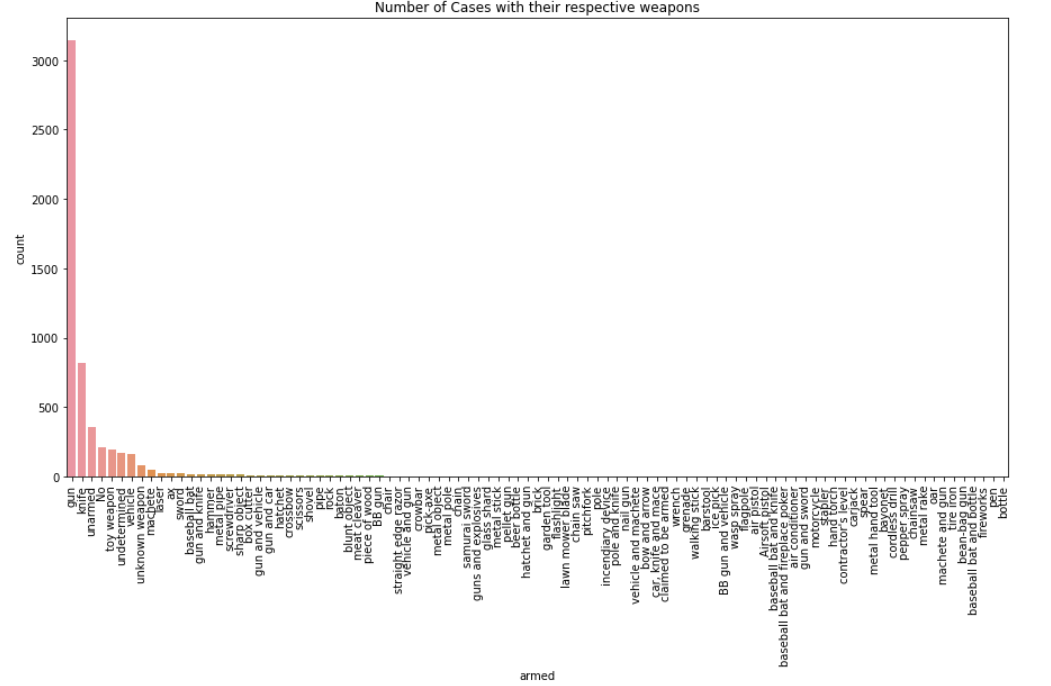 Number of Cases with their respective weapons
3000
2500
2000
1500
1000
500
0
count
gun
knife
unarmed
No
toy weapon
undetermined
vehicle
unknown weapon
machete
Taser
ax
sword
baseball bat
gun and knife
hammer
metal pipe
screwdriver
sharp object
box cutter
gun and vehicle
gun and car
hatchet
crossbow
scissors
shovel
pipe
rock
baton
blunt object
meat cleaver
piece of wood
BB gun
chair
straight edge razor
vehicle and gun
crowbar
pick-axe
metal object
metal pole
chain
samurai sword
guns and explosives
glass shard
metal stick
pellet gun
beer bottle
hatchet and gun
brick
garden tool
flashlight
lawn mower blade
chain saw
pitchfork
pole
incendiary device
pole and knife
nail gun
vehicle and machete
bow and arrow
car, knife and mace
claimed to be armed
wrench
grenade
walking stick
barstool
ice pick
BB gun and vehicle
wasp spray
flagpole
air pistol
Airsoft pistol
baseball bat and knife
baseball bat and fireplace poker
air conditioner
gun and sword
motorcycle
hand torch
stapler
contractor's level
carjack
spear
metal hand tool
bayonet
cordless drill
pepper spray
chainsaw
metal rake
oar
machete and gun
tire iron
bean-bag gun
baseball bat and bottle
fireworks
pen
bottle
armed